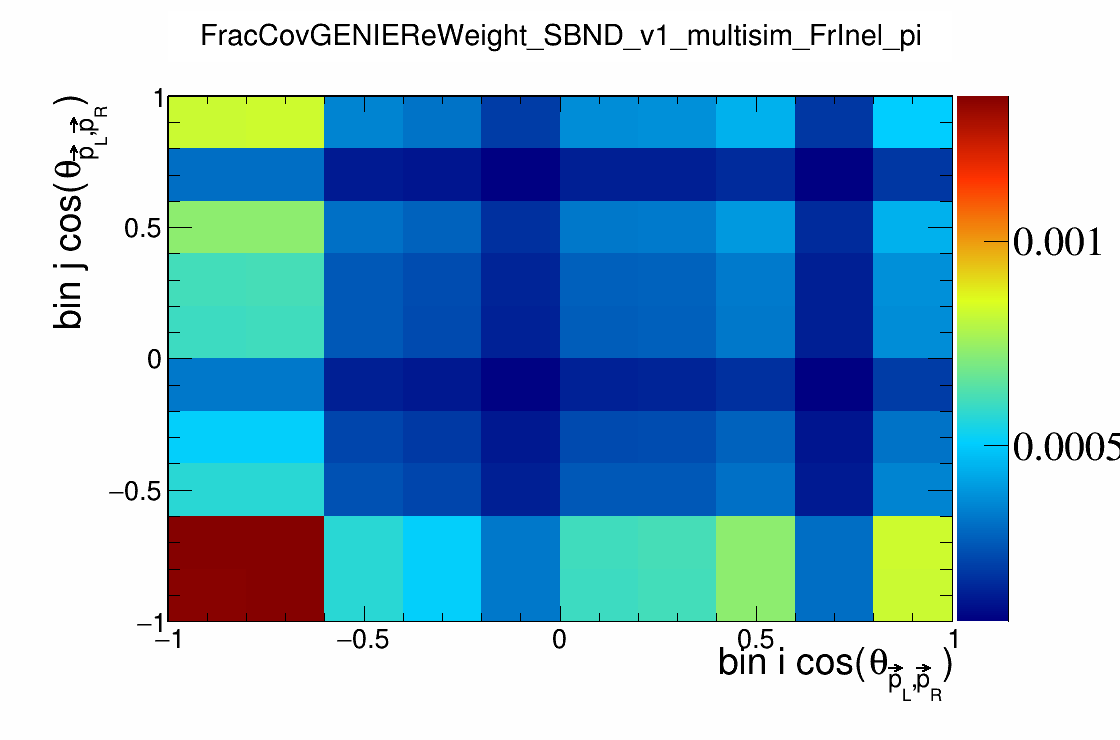 FracCovGENIEReWeight_SBND_v1_multisim_FrInel_pi
bin j cos(θp⃗L,p⃗R)
1
0.5
0
−0.5
−1
−1 −0.5 0 0.5 1
bin i cos(θp⃗L,p⃗R)
0.001
0.0005